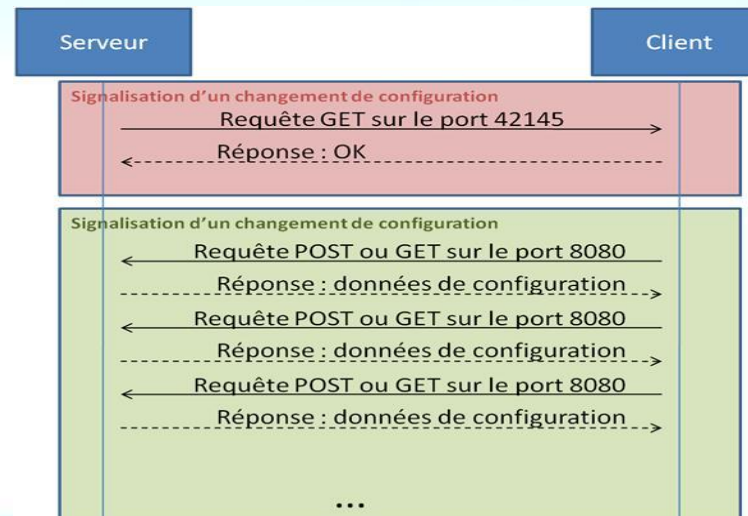 Serveur
Client
Signalisation d'un changement de configuration
Requête GET sur le port 42145
Réponse : OK
Signalisation d'un changement de configuration
Requête POST ou GET sur le port 8080
Réponse : données de configuration
Requête POST ou GET sur le port 8080
Réponse : données de configuration
Requête POST ou GET sur le port 8080
Réponse : données de configuration
...